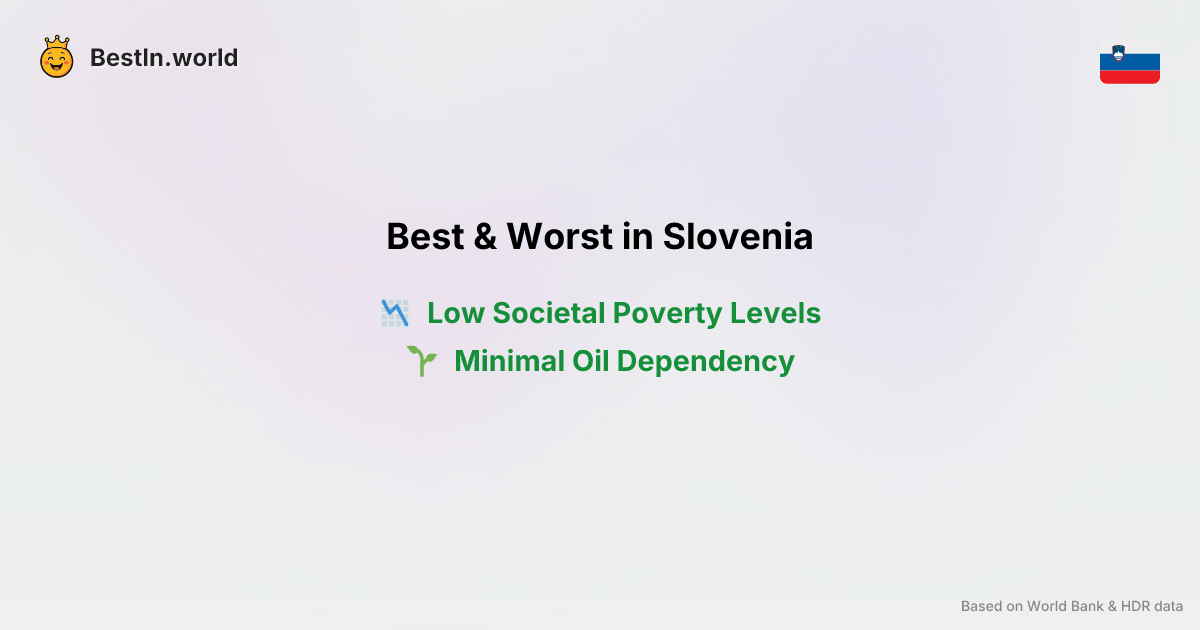 BestIn.world
Best & Worst in Slovenia
Low Societal Poverty Levels
Minimal Oil Dependency
Based on World Bank & HDR data